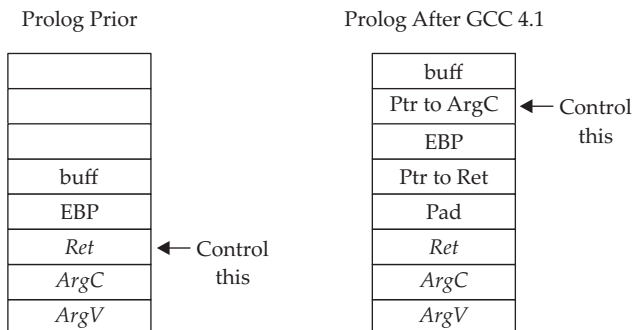 Prolog Prior
buff
EBP
Ret
ArgC
ArgV
Control
this
Prolog After GCC 4.1
buff
Ptr to ArgC
EBP
Ptr to Ret
Pad
Ret
ArgC
ArgV
Control
this